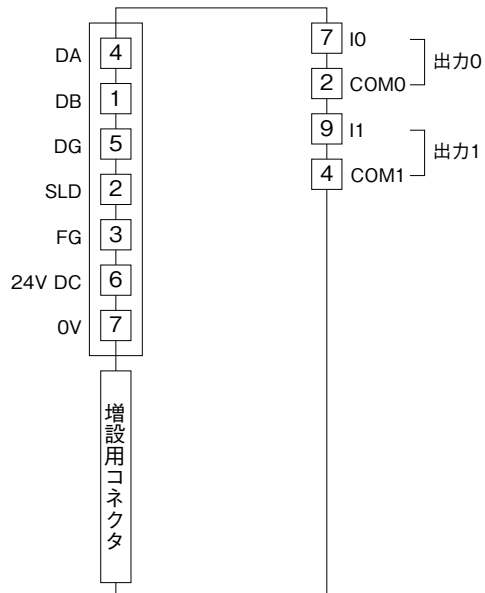 DA 4
DB 1
DG 5
SLD 2
FG 3
24V DC 6
0V 7
増設用コネクタ
7 I0
2 COM0
出力0
9 I1
4 COM1
出力1